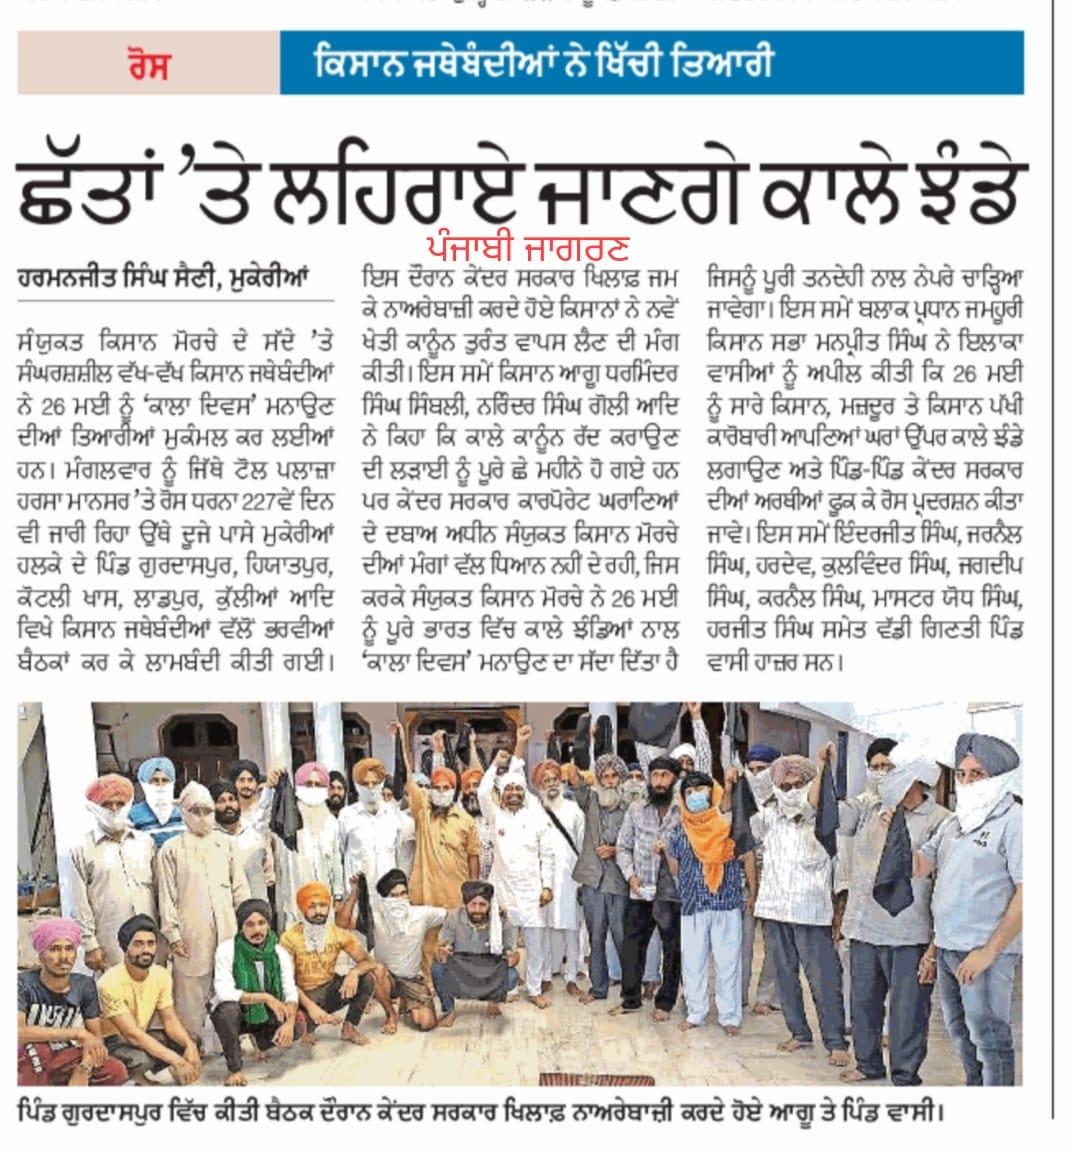 ਰੋਸ
ਕਿਸਾਨ ਜਥੇਬੰਦੀਆਂ ਨੇ ਖਿੱਚੀ ਤਿਆਰੀ
ਛੱਤਾਂ ’ਤੇ ਲਹਿਰਾਏ ਜਾਣਗੇ ਕਾਲੇ ਝੰਡੇ
ਪੰਜਾਬੀ ਜਾਗਰਣ
ਹਰਮਨਜੀਤ ਸਿੰਘ ਸੈਣੀ, ਮੁਕੇਰੀਆਂ
ਸੰਯੁਕਤ ਕਿਸਾਨ ਮੋਰਚੇ ਦੇ ਸੱਦੇ ’ਤੇ
ਸੰਘਰਸ਼ਸ਼ੀਲ ਵੱਖ-ਵੱਖ ਕਿਸਾਨ ਜਥੇਬੰਦੀਆਂ
ਨੇ 26 ਮਈ ਨੂੰ ‘ਕਾਲਾ ਦਿਵਸ’ ਮਨਾਉਣ
ਦੀਆਂ ਤਿਆਰੀਆਂ ਮੁਕੰਮਲ ਕਰ ਲਈਆਂ
ਹਨ। ਮੰਗਲਵਾਰ ਨੂੰ ਜਿੱਥੇ ਟੋਲ ਪਲਾਜ਼ਾ
ਹਰਸਾ ਮਾਨਸਰ ’ਤੇ ਰੋਸ ਧਰਨਾ 227ਵੇਂ ਦਿਨ
ਵੀ ਜਾਰੀ ਰਿਹਾ ਉੱਥੇ ਦੂਜੇ ਪਾਸੇ ਮੁਕੇਰੀਆਂ
ਹਲਕੇ ਦੇ ਪਿੰਡ ਗੁਰਦਾਸਪੁਰ, ਹਿਯਾਤਪੁਰ,
ਕੋਟਲੀ ਖਾਸ, ਲਾਡਪੁਰ, ਕੁੱਲੀਆਂ ਆਦਿ
ਵਿਖੇ ਕਿਸਾਨ ਜਥੇਬੰਦੀਆਂ ਵੱਲੋਂ ਭਰਵੀਆਂ
ਬੈਠਕਾਂ ਕਰ ਕੇ ਲਾਮਬੰਦੀ ਕੀਤੀ ਗਈ।
ਇਸ ਦੌਰਾਨ ਕੇਂਦਰ ਸਰਕਾਰ ਖਿਲਾਫ਼ ਜਮ
ਕੇ ਨਾਅਰੇਬਾਜ਼ੀ ਕਰਦੇ ਹੋਏ ਕਿਸਾਨਾਂ ਨੇ ਨਵੇਂ
ਖੇਤੀ ਕਾਨੂੰਨ ਤੁਰੰਤ ਵਾਪਸ ਲੈਣ ਦੀ ਮੰਗ
ਕੀਤੀ। ਇਸ ਸਮੇਂ ਕਿਸਾਨ ਆਗੂ ਧਰਮਿੰਦਰ
ਸਿੰਘ ਸਿੰਬਲੀ, ਨਰਿੰਦਰ ਸਿੰਘ ਗੋਲੀ ਆਦਿ
ਨੇ ਕਿਹਾ ਕਿ ਕਾਲੇ ਕਾਨੂੰਨ ਰੱਦ ਕਰਾਉਣ
ਦੀ ਲੜਾਈ ਨੂੰ ਪੂਰੇ ਛੇ ਮਹੀਨੇ ਹੋ ਗਏ ਹਨ
ਪਰ ਕੇਂਦਰ ਸਰਕਾਰ ਕਾਰਪੋਰੇਟ ਘਰਾਣਿਆਂ
ਦੇ ਦਬਾਅ ਅਧੀਨ ਸੰਯੁਕਤ ਕਿਸਾਨ ਮੋਰਚੇ
ਦੀਆਂ ਮੰਗਾਂ ਵੱਲ ਧਿਆਨ ਨਹੀਂ ਦੇ ਰਹੀ, ਜਿਸ
ਕਰਕੇ ਸੰਯੁਕਤ ਕਿਸਾਨ ਮੋਰਚੇ ਨੇ 26 ਮਈ
ਨੂੰ ਪੂਰੇ ਭਾਰਤ ਵਿੱਚ ਕਾਲੇ ਝੰਡਿਆਂ ਨਾਲ
‘ਕਾਲਾ ਦਿਵਸ’ ਮਨਾਉਣ ਦਾ ਸੱਦਾ ਦਿੱਤਾ ਹੈ
ਜਿਸਨੂੰ ਪੂਰੀ ਤਨਦੇਹੀ ਨਾਲ ਨੇਪਰੇ ਚਾੜ੍ਹਿਆ
ਜਾਵੇਗਾ। ਇਸ ਸਮੇਂ ਬਲਾਕ ਪ੍ਰਧਾਨ ਜਮਹੂਰੀ
ਕਿਸਾਨ ਸਭਾ ਮਨਪ੍ਰੀਤ ਸਿੰਘ ਨੇ ਇਲਾਕਾ
ਵਾਸੀਆਂ ਨੂੰ ਅਪੀਲ ਕੀਤੀ ਕਿ 26 ਮਈ
ਨੂੰ ਸਾਰੇ ਕਿਸਾਨ, ਮਜ਼ਦੂਰ ਤੇ ਕਿਸਾਨ ਪੱਖੀ
ਕਾਰੋਬਾਰੀ ਆਪਣਿਆਂ ਘਰਾਂ ਉੱਪਰ ਕਾਲੇ ਝੰਡੇ
ਲਗਾਉਣ ਅਤੇ ਪਿੰਡ-ਪਿੰਡ ਕੇਂਦਰ ਸਰਕਾਰ
ਦੀਆਂ ਅਰਥੀਆਂ ਫੂਕ ਕੇ ਰੋਸ ਪ੍ਰਦਰਸ਼ਨ ਕੀਤਾ
ਜਾਵੇ। ਇਸ ਸਮੇਂ ਇੰਦਰਜੀਤ ਸਿੰਘ, ਜਰਨੈਲ
ਸਿੰਘ, ਹਰਦੇਵ, ਕੁਲਵਿੰਦਰ ਸਿੰਘ, ਜਗਦੀਪ
ਸਿੰਘ, ਕਰਨੈਲ ਸਿੰਘ, ਮਾਸਟਰ ਯੋਧ ਸਿੰਘ,
ਹਰਜੀਤ ਸਿੰਘ ਸਮੇਤ ਵੱਡੀ ਗਿਣਤੀ ਪਿੰਡ
ਵਾਸੀ ਹਾਜ਼ਰ ਸਨ।
ਪਿੰਡ ਗੁਰਦਾਸਪੁਰ ਵਿੱਚ ਕੀਤੀ ਬੈਠਕ ਦੌਰਾਨ ਕੇਂਦਰ ਸਰਕਾਰ ਖਿਲਾਫ਼ ਨਾਅਰੇਬਾਜ਼ੀ ਕਰਦੇ ਹੋਏ ਆਗੂ ਤੇ ਪਿੰਡ ਵਾਸੀ।